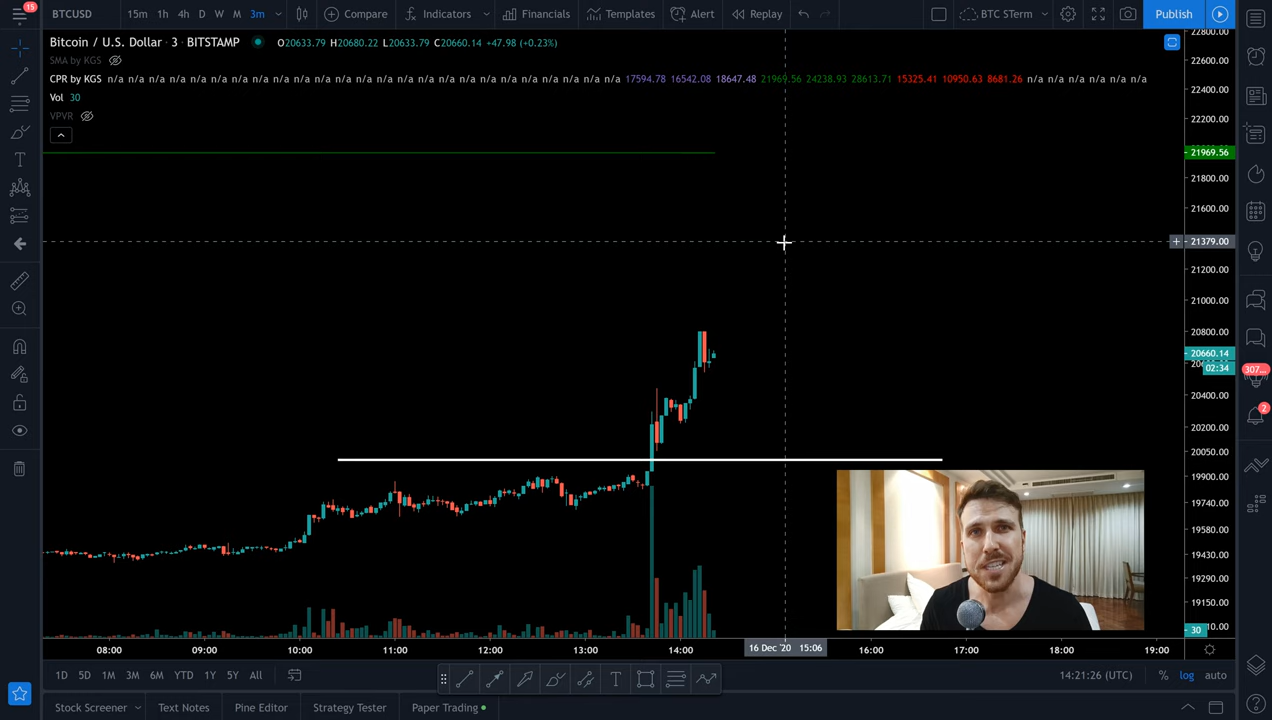 15
BTCUSD 15m 1h 4h D W M 3m Compare Indicators Financials Templates Alert Replay BTC STerm Publish
Bitcoin / U.S. Dollar · 3 · BITSTAMP O20633.79 H20680.22 L20633.79 C20660.14 +47.98 (+0.23%)
SMA by KGS
CPR by KGS n/a n/a n/a n/a n/a n/a n/a n/a n/a n/a n/a n/a n/a n/a n/a n/a n/a n/a n/a n/a n/a n/a n/a n/a n/a 17594.78 16542.08 18647.48 21969.56 24238.93 28613.71 15325.41 10950.63 8681.26 n/a n/a n/a n/a n/a n/a
Vol 30
VPVR
22800.00
22600.00
22400.00
22200.00
21969.56
21800.00
21600.00
21379.00
21200.00
21000.00
20800.00
20660.14
02:34
307...
20400.00
2
20200.00
20050.00
19900.00
19740.00
19580.00
19430.00
19290.00
19150.00
30
08:00 09:00 10:00 11:00 12:00 13:00 14:00 16 Dec '20 15:06 16:00 17:00 18:00 19:00
1D 5D 1M 3M 6M YTD 1Y 5Y All 14:21:26 (UTC) % log auto
Stock Screener Text Notes Pine Editor Strategy Tester Paper Trading